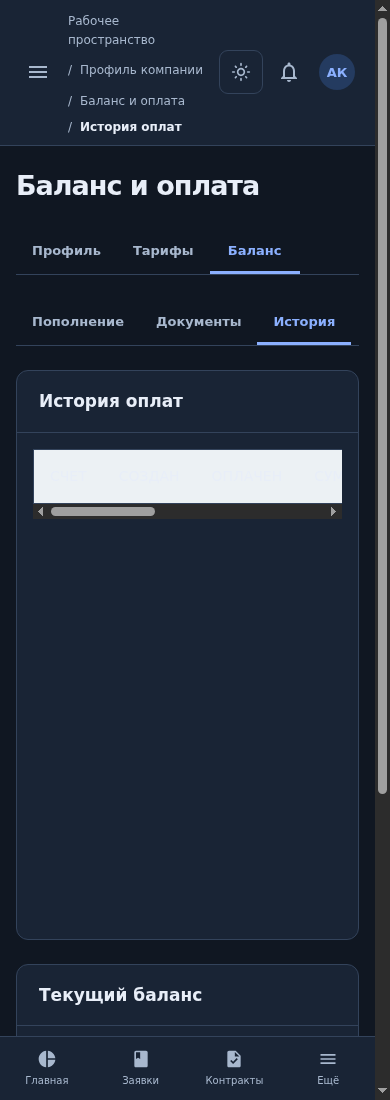 Рабочее
пространство
/ Профиль компании
/ Баланс и оплата
/ История оплат
АК
Баланс и оплата
Профиль Тарифы Баланс
Пополнение Документы История
История оплат
Текущий баланс
Главная Заявки Контракты Ещё